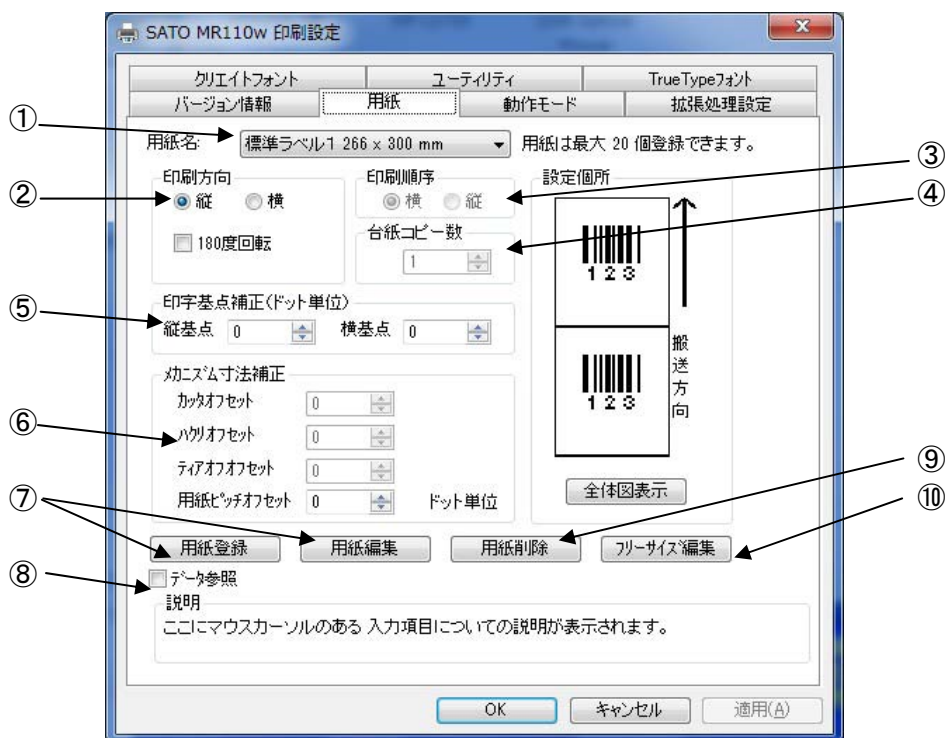 SATO MR110w 印刷設定
クリエイトフォント ユーティリティ TrueTypeフォント
バージョン情報 用紙 動作モード 拡張処理設定
① 用紙名: 標準ラベル1 266 x 300 mm 用紙は最大 20 個登録できます。
印刷方向 印刷順序 設定個所 ③
② 縦 横 横 縦
台紙コピー数 ④
180度回転 1
123
⑤ 印字基点補正(ドット単位)
縦基点 0 横基点 0
搬送方向
メカニズム寸法補正
カッタオフセット 0
123
⑥ ハクリオフセット 0
ティアオフオフセット 0 ⑨
用紙ピッチオフセット 0 ドット単位 全体図表示
⑦ ⑩
用紙登録 用紙編集 用紙削除 フリーサイズ編集
⑧ データ参照
説明
ここにマウスカーソルのある 入力項目についての説明が表示されます。
OK キャンセル 適用(A)